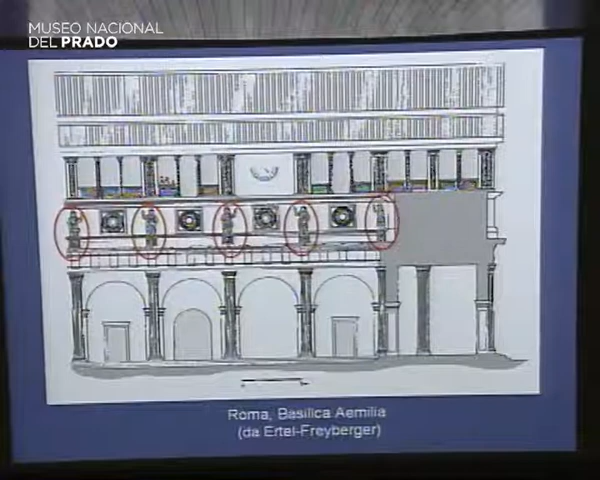 MUSEO NACIONAL
DEL PRADO
Roma, Basilica Aemilia
(da Ertel-Freyberger)